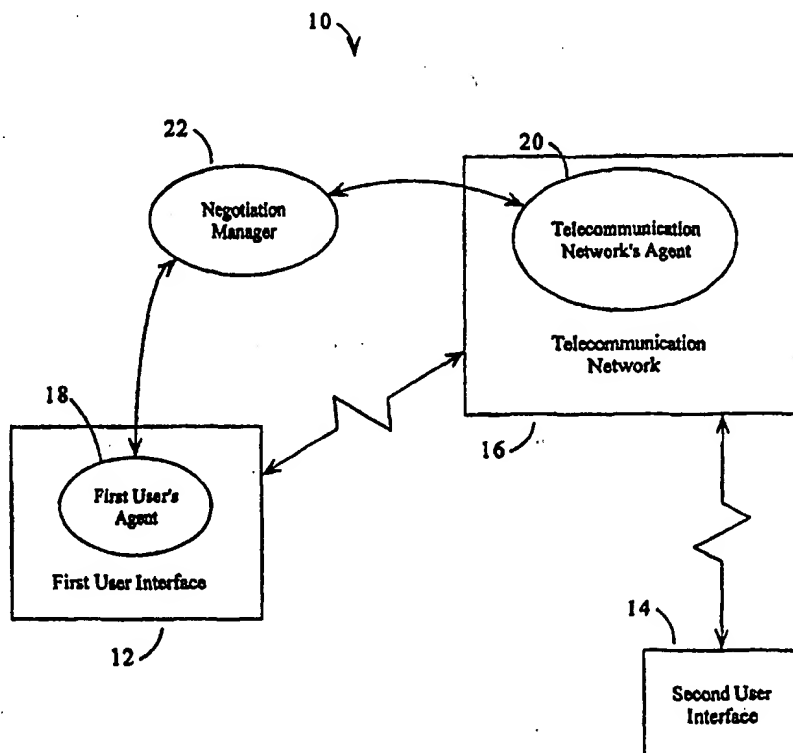 10
22
20
Negotiation
Manager
Telecommunication
Network's Agent
Telecommunication
Network
18
16
First User's
Agent
First User Interface
14
12
Second User
Interface